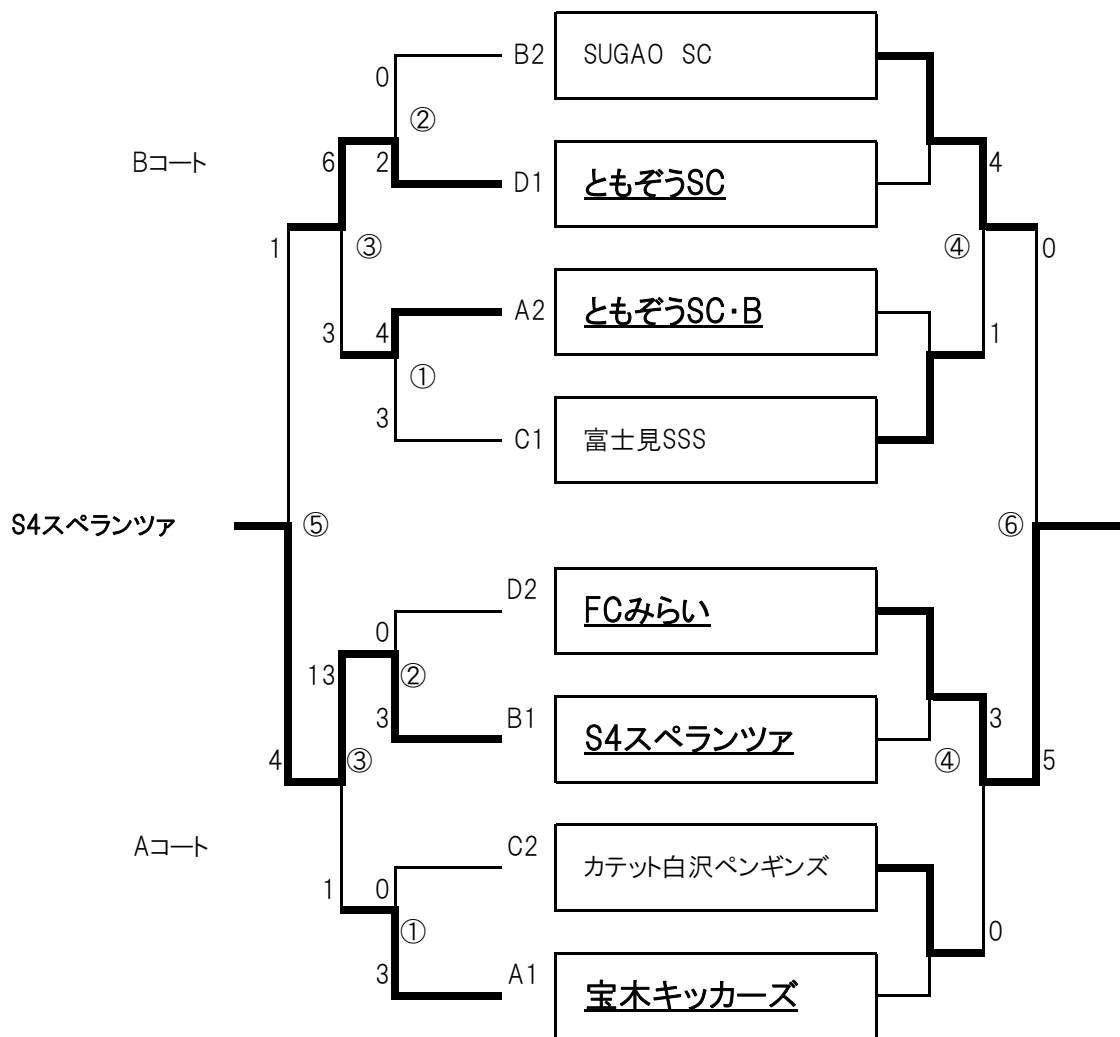 B2 SUGAO SC
0
②
Bコート 6 2 D1 ともぞうSC 4
1 ③ ④ 0
3 4 A2 ともぞうSC・B 1
①
3 C1 富士見SSS
S4スペランツァ ⑤ ⑥
D2 FCみらい
0
13 ②
3 B1 S4スペランツァ 3
4 ③ ④ 5
Aコート C2 カテット白沢ペンギンズ
1 0
① 0
3 A1 宝木キッカーズ